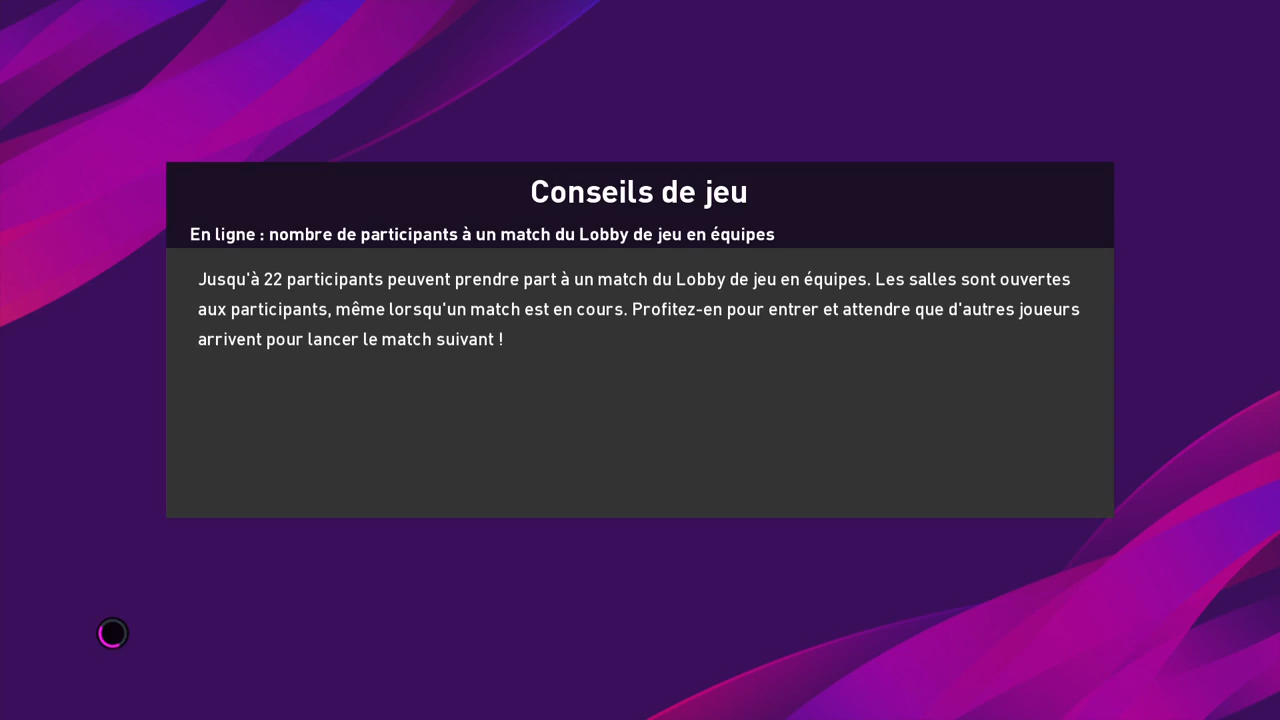 Conseils de jeu
En ligne : nombre de participants à un match du Lobby de jeu en équipes
Jusqu'à 22 participants peuvent prendre part à un match du Lobby de jeu en équipes. Les salles sont ouvertes
aux participants, même lorsqu'un match est en cours. Profitez-en pour entrer et attendre que d'autres joueurs
arrivent pour lancer le match suivant !